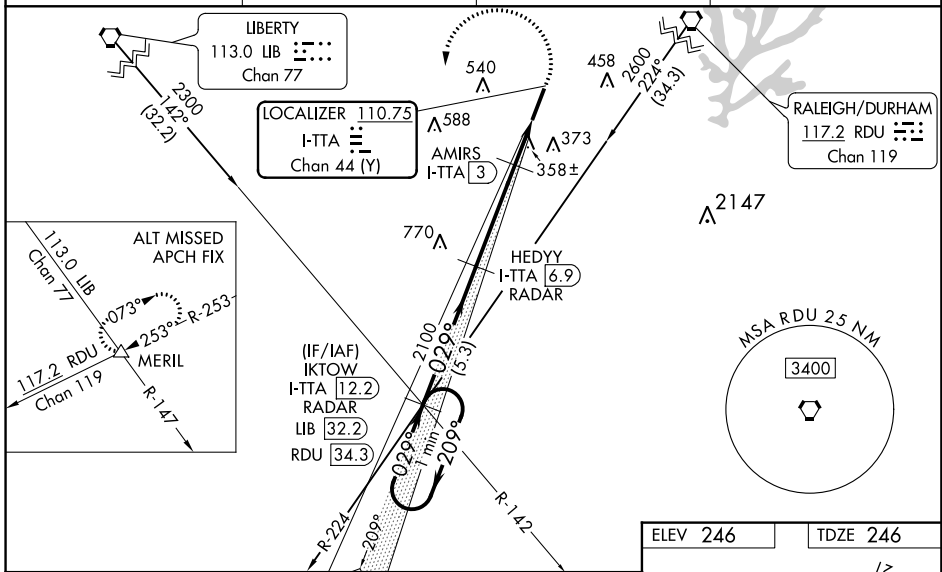 LIBERTY
113.0 LIB
Chan 77
2300
142°
(32.2)
LOCALIZER 110.75
I-TTA
Chan 44 (Y)
540
588
458
373
358±
2600
224°
(34.3)
RALEIGH/DURHAM
117.2 RDU
Chan 119
AMIRS
I-TTA 3
2147
770
HEDYY
I-TTA 6.9
RADAR
ALT MISSED
APCH FIX
113.0 LIB
Chan 77
073°
253°
R-253
MERIL
117.2 RDU
Chan 119
R-147
2100
029°
(5.3)
(IF/IAF)
IKTOW
I-TTA 12.2
RADAR
LIB 32.2
RDU 34.3
029°
1 min
209°
R-224
209°
R-142
MSA RDU 25 NM
3400
ELEV 246
TDZE 246